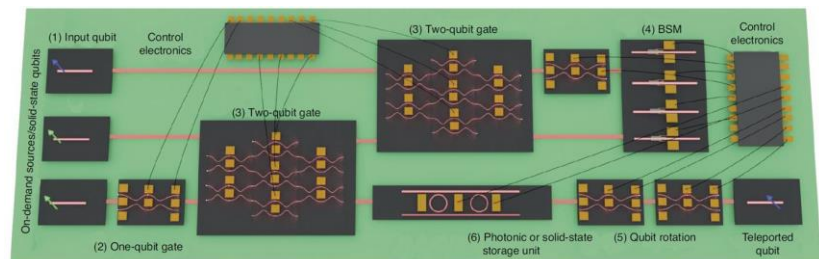 (1) Input qubit
Control
electronics
(3) Two-qubit gate
(4) BSM
Control
electronics
On-demand sources/solid-state qubits
(3) Two-qubit gate
(2) One-qubit gate
(6) Photonic or solid-state
storage unit
(5) Qubit rotation
Teleported
qubit